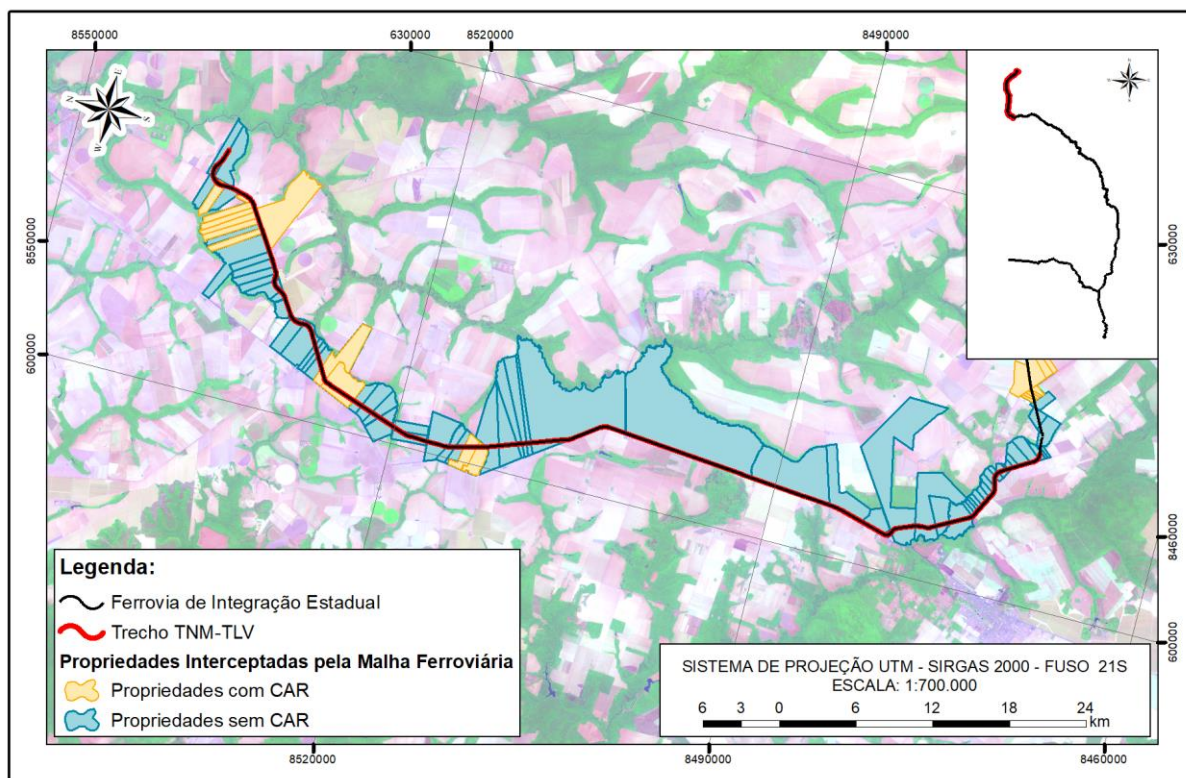 8550000
6300000
8520000
8490000
E
N
S
W
8550000
6000000
630000
8460000
600000
Legenda:
Ferrovia de Integração Estadual
Trecho TNM-TLV
Propriedades Interceptadas pela Malha Ferroviária
Propriedades com CAR
Propriedades sem CAR
SISTEMA DE PROJEÇÃO UTM - SIRGAS 2000 - FUSO 21S
ESCALA: 1:700.000
6 3 0 6 12 18 24
km
8520000
8490000
8460000